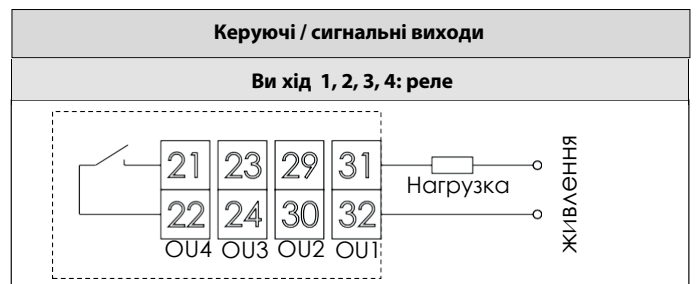 Керуючі / сигнальні виходи
Ви хід 1, 2, 3, 4: реле
21 23 29 31
Нагрузка
22 24 30 32
OU4 OU3 OU2 OU1
живлення